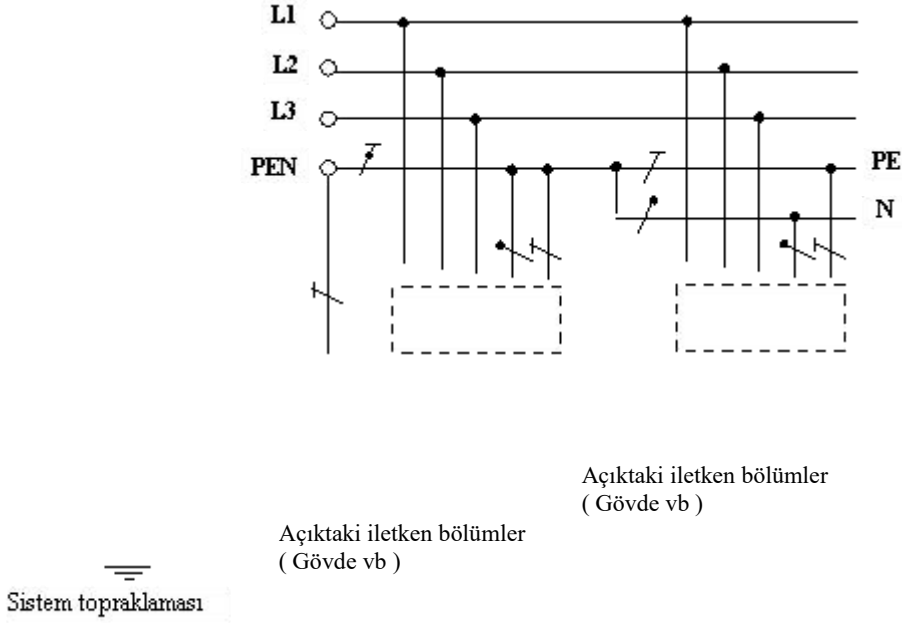 L1
L2
L3
PEN
PE
N
Açıktaki iletken bölümler
( Gövde vb )
Açıktaki iletken bölümler
( Gövde vb )
Sistem topraklaması